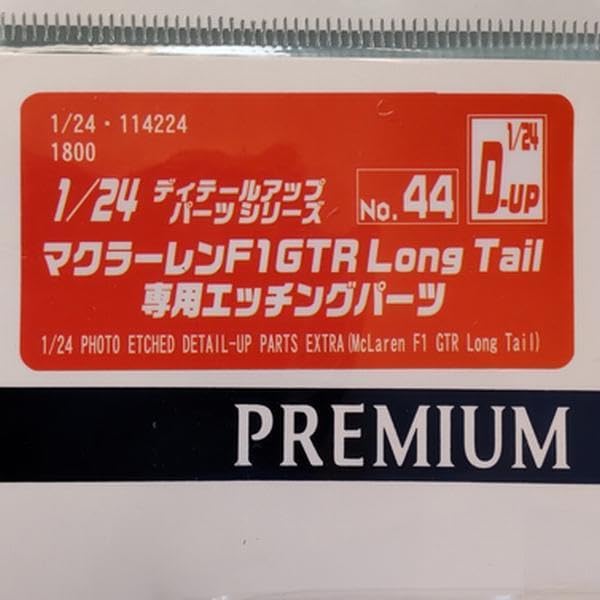 1/24・114224
1800
1/24 D-UP
1/24 ディテールアップ パーツシリーズ No.44
マクラーレンF1GTR Long Tail
専用エッチングパーツ
1/24 PHOTO ETCHED DETAIL-UP PARTS EXTRA(McLaren F1 GTR Long Tail)
PREMIUM